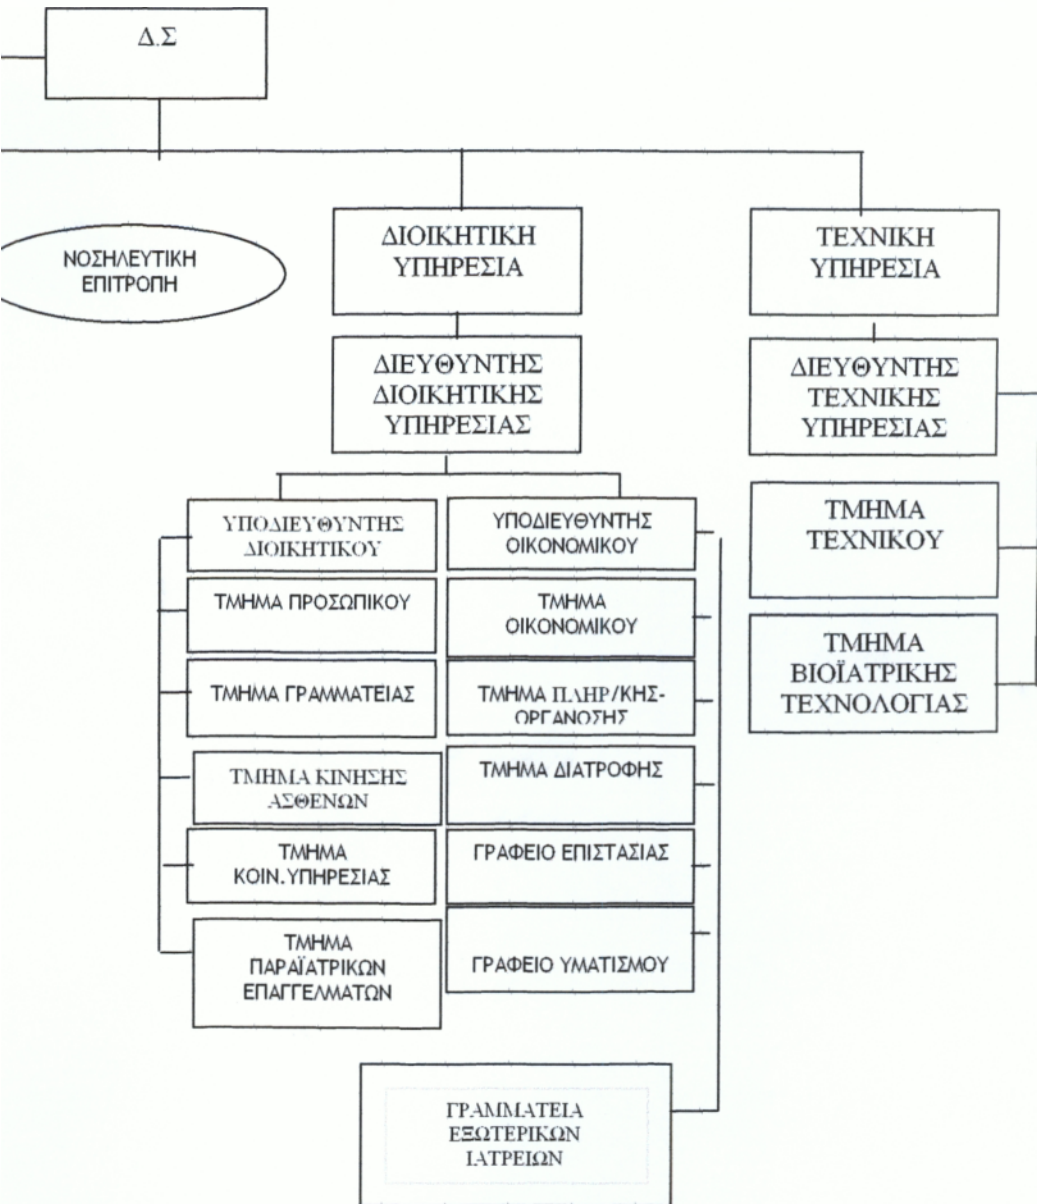 Δ.Σ
ΝΟΣΗΛΕΥΤΙΚΗ
ΕΠΙΤΡΟΠΗ
ΔΙΟΙΚΗΤΙΚΗ
ΥΠΗΡΕΣΙΑ
ΤΕΧΝΙΚΗ
ΥΠΗΡΕΣΙΑ
ΔΙΕΥΘΥΝΤΗΣ
ΔΙΟΙΚΗΤΙΚΗΣ
ΥΠΗΡΕΣΙΑΣ
ΔΙΕΥΘΥΝΤΗΣ
ΤΕΧΝΙΚΗΣ
ΥΠΗΡΕΣΙΑΣ
ΥΠΟΔΙΕΥΘΥΝΤΗΣ
ΔΙΟΙΚΗΤΙΚΟΥ
ΤΜΗΜΑ ΠΡΟΣΩΠΙΚΟΥ
ΤΜΗΜΑ ΓΡΑΜΜΑΤΕΙΑΣ
ΤΜΗΜΑ ΚΙΝΗΣΗΣ
ΑΣΘΕΝΩΝ
ΤΜΗΜΑ
ΚΟΙΝ.ΥΠΗΡΕΣΙΑΣ
ΤΜΗΜΑ
ΠΑΡΑΪΑΤΡΙΚΩΝ
ΕΠΑΓΓΕΛΜΑΤΩΝ
ΥΠΟΔΙΕΥΘΥΝΤΗΣ
ΟΙΚΟΝΟΜΙΚΟΥ
ΤΜΗΜΑ
ΟΙΚΟΝΟΜΙΚΟΥ
ΤΜΗΜΑ ΠΛΗΡ/ΚΗΣ-
ΟΡΓΑΝΩΣΗΣ
ΤΜΗΜΑ ΔΙΑΤΡΟΦΗΣ
ΓΡΑΦΕΙΟ ΕΠΙΣΤΑΣΙΑΣ
ΓΡΑΦΕΙΟ ΥΜΑΤΙΣΜΟΥ
ΓΡΑΜΜΑΤΕΙΑ
ΕΞΩΤΕΡΙΚΩΝ
ΙΑΤΡΕΙΩΝ
ΤΜΗΜΑ
ΤΕΧΝΙΚΟΥ
ΤΜΗΜΑ
ΒΙΟΪΑΤΡΙΚΗΣ
ΤΕΧΝΟΛΟΓΙΑΣ